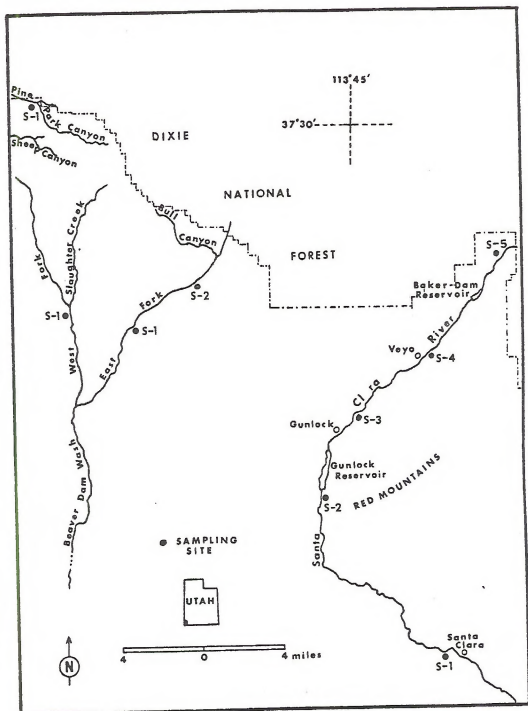 113°45'
37°30'
Pine
Park Canyon
S-1
Sheep Canyon
DIXIE
NATIONAL
FOREST
Bull
Canyon
Fork
Slaughter Creek
S-1
West
East Fork
S-1
S-2
Beaver Dam Wash
S-5
Baker-Dam
Reservoir
River
Veyo
S-4
Clara
S-3
Gunlock
Gunlock
Reservoir
S-2
RED MOUNTAINS
Santa
SAMPLING
SITE
UTAH
Santa
Clara
S-1
N
4 0 4 miles